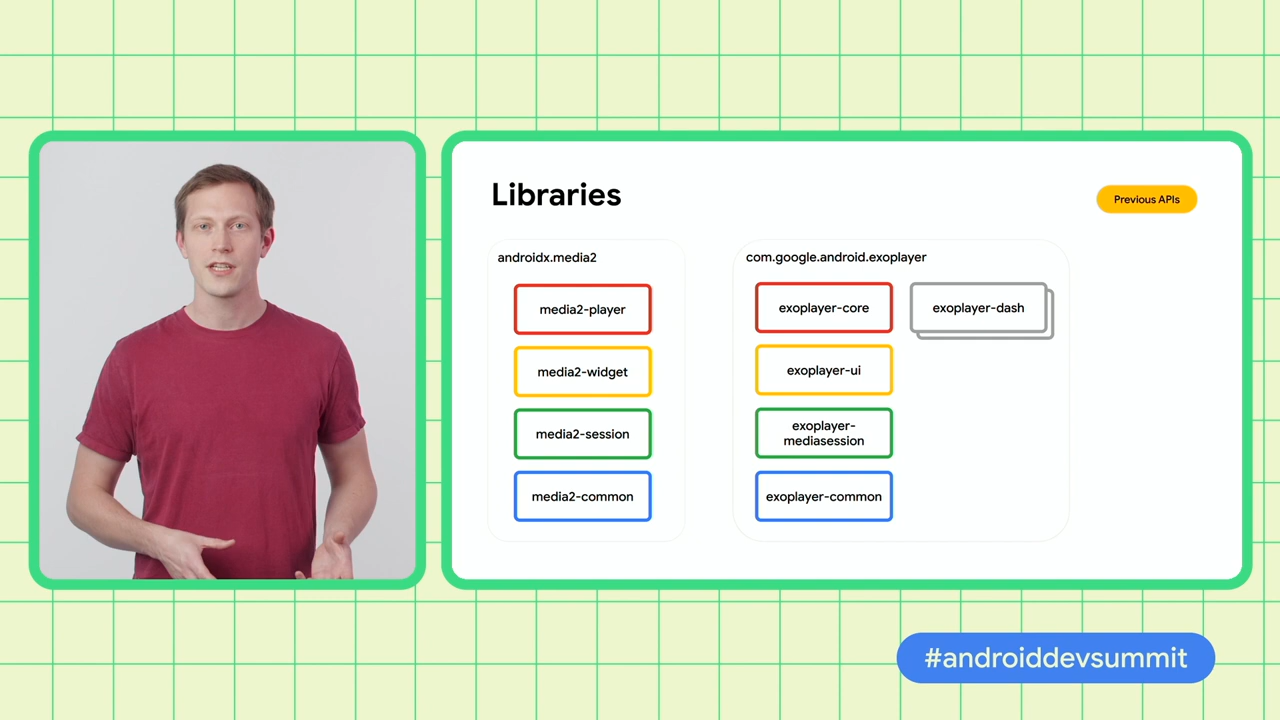 Libraries
Previous APIs
androidx.media2
media2-player
media2-widget
media2-session
media2-common
com.google.android.exoplayer
exoplayer-core
exoplayer-dash
exoplayer-ui
exoplayer-
mediasession
exoplayer-common
#androiddevsummit